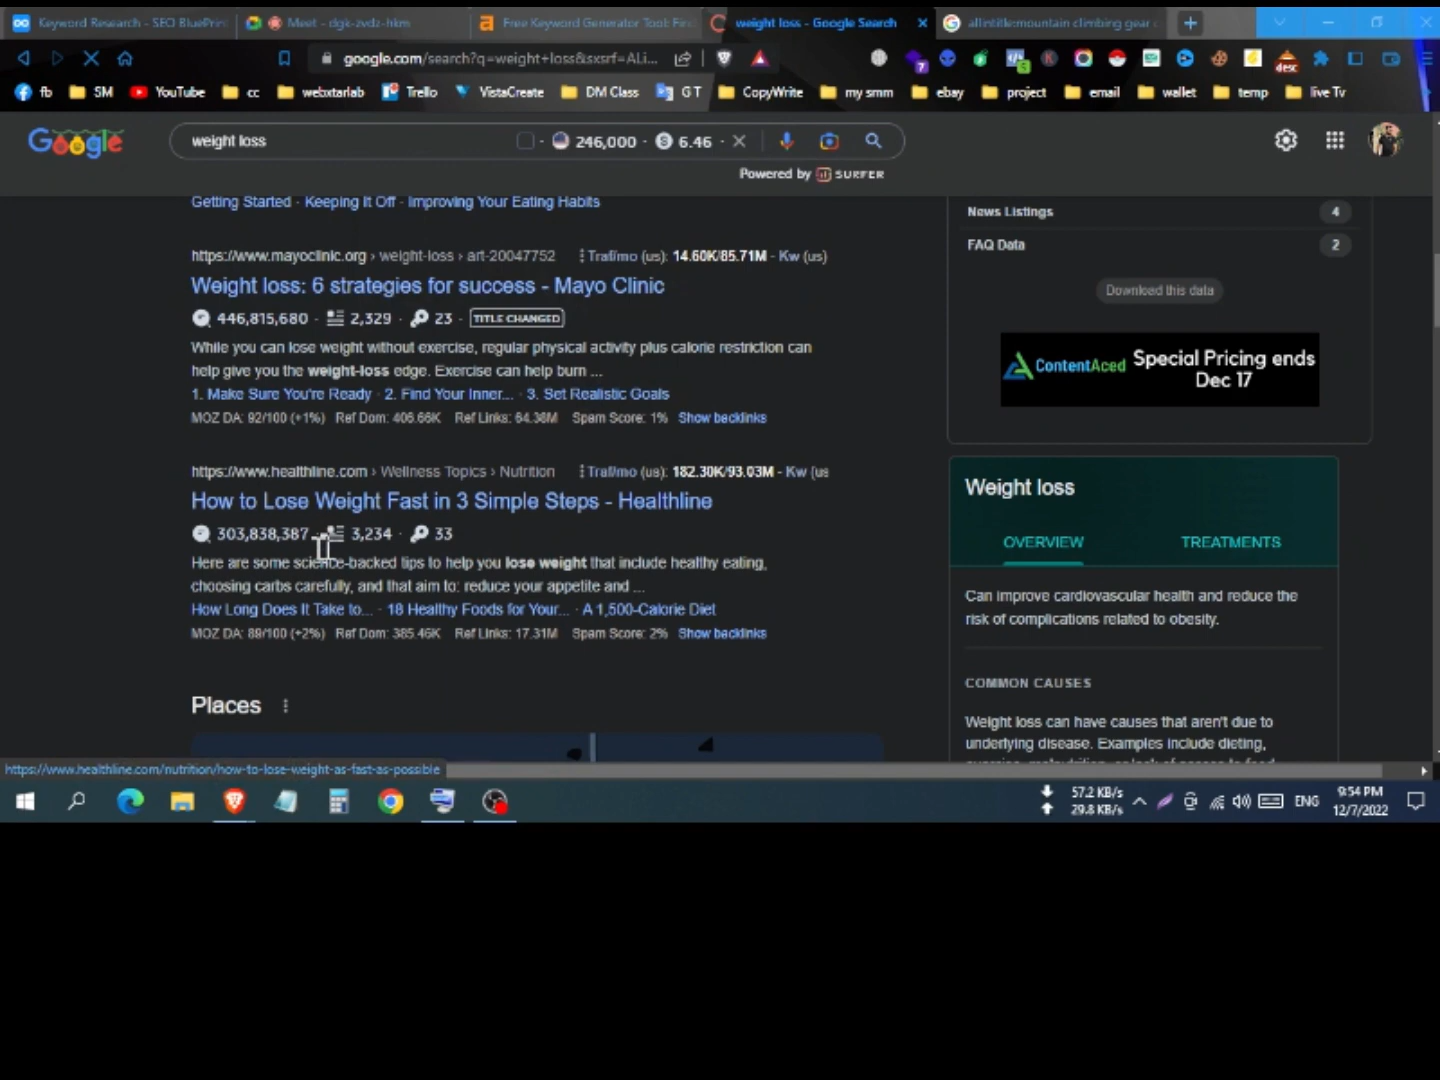 Keyword Research - SEO BluePrin
Meet - dgk-zvdz-hkm
Free Keyword Generator Tool: Fin
weight loss - Google Search
allintitle:mountain climbing gear
google.com/search?q=weight+loss&sxsrf=ALi...
7
5
desc
fb
SM
YouTube
cc
webxtarlab
Trello
VistaCreate
DM Class
G T
CopyWrite
my smm
ebay
project
email
wallet
temp
live Tv
Google
weight loss
246,000 · 6.46
Powered by SURFER
Getting Started · Keeping It Off · Improving Your Eating Habits
https://www.mayoclinic.org › weight-loss › art-20047752
Traf/mo (us): 14.60K/85.71M - Kw (us)
Weight loss: 6 strategies for success - Mayo Clinic
446,815,680 · 2,329 · 23 · TITLE CHANGED
While you can lose weight without exercise, regular physical activity plus calorie restriction can
help give you the weight-loss edge. Exercise can help burn ...
1. Make Sure You're Ready · 2. Find Your Inner... · 3. Set Realistic Goals
MOZ DA: 92/100 (+1%) Ref Dom: 406.66K Ref Links: 64.38M Spam Score: 1% Show backlinks
https://www.healthline.com › Wellness Topics › Nutrition
Traf/mo (us): 182.30K/93.03M - Kw (us
How to Lose Weight Fast in 3 Simple Steps - Healthline
303,838,387 · 3,234 · 33
Here are some science-backed tips to help you lose weight that include healthy eating,
choosing carbs carefully, and that aim to: reduce your appetite and ...
How Long Does It Take to... · 18 Healthy Foods for Your... · A 1,500-Calorie Diet
MOZ DA: 89/100 (+2%) Ref Dom: 385.46K Ref Links: 17.31M Spam Score: 2% Show backlinks
Places
https://www.healthline.com/nutrition/how-to-lose-weight-as-fast-as-possible
News Listings 4
FAQ Data 2
Download this data
ContentAced
Special Pricing ends
Dec 17
Weight loss
OVERVIEW
TREATMENTS
Can improve cardiovascular health and reduce the
risk of complications related to obesity.
COMMON CAUSES
Weight loss can have causes that aren't due to
underlying disease. Examples include dieting,
57.2 KB/s
29.8 KB/s
ENG
9:54 PM
12/7/2022